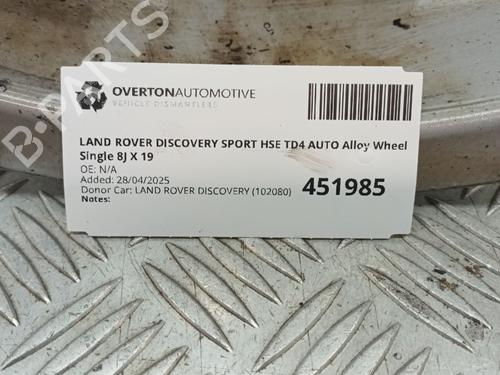 OVERTONAUTOMOTIVE
VEHICLE DISMANTLERS
LAND ROVER DISCOVERY SPORT HSE TD4 AUTO Alloy Wheel
Single 8J X 19
OE: N/A
Added: 28/04/2025
Donor Car: LAND ROVER DISCOVERY (102080)
Notes:
451985
B-PARTS